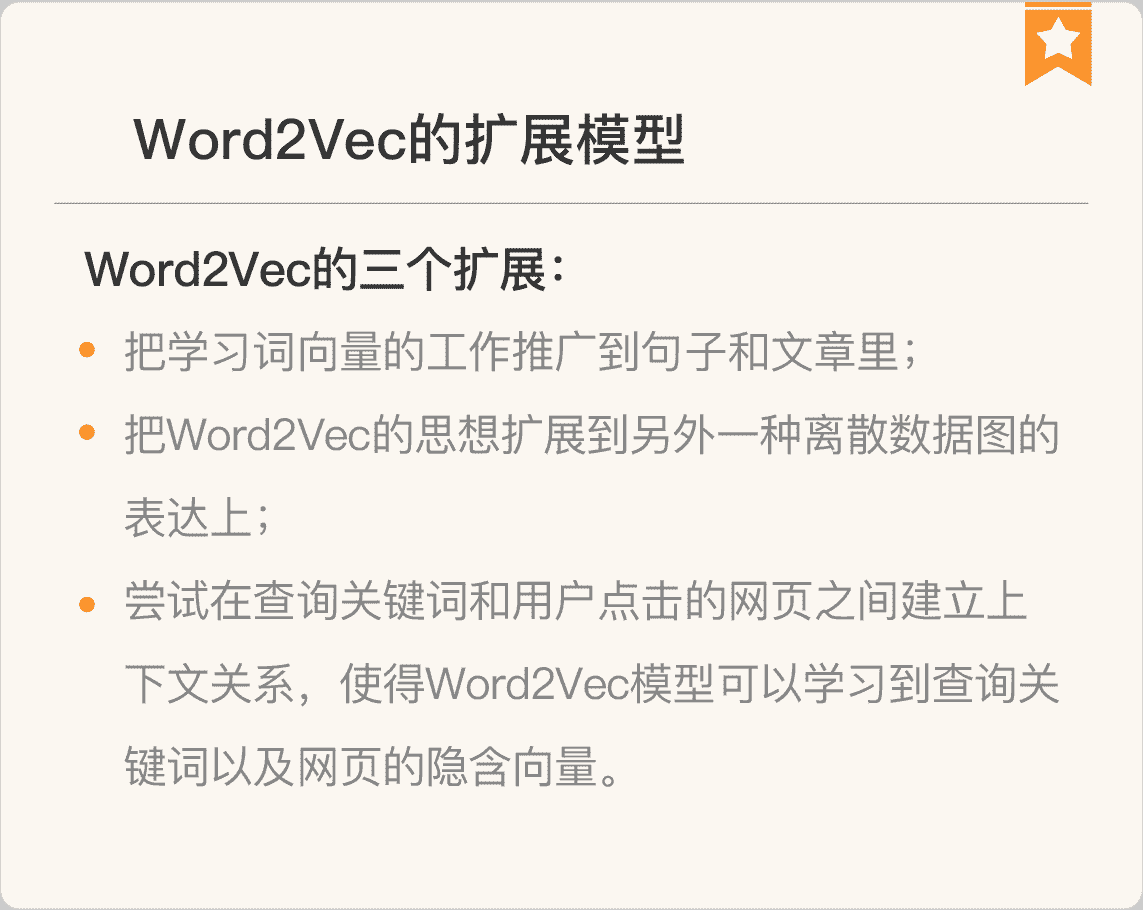 Word2Vec的扩展模型
Word2Vec的三个扩展：
把学习词向量的工作推广到句子和文章里；
把Word2Vec的思想扩展到另外一种离散数据图的
表达上；
尝试在查询关键词和用户点击的网页之间建立上
下文关系，使得Word2Vec模型可以学习到查询关
键词以及网页的隐含向量。